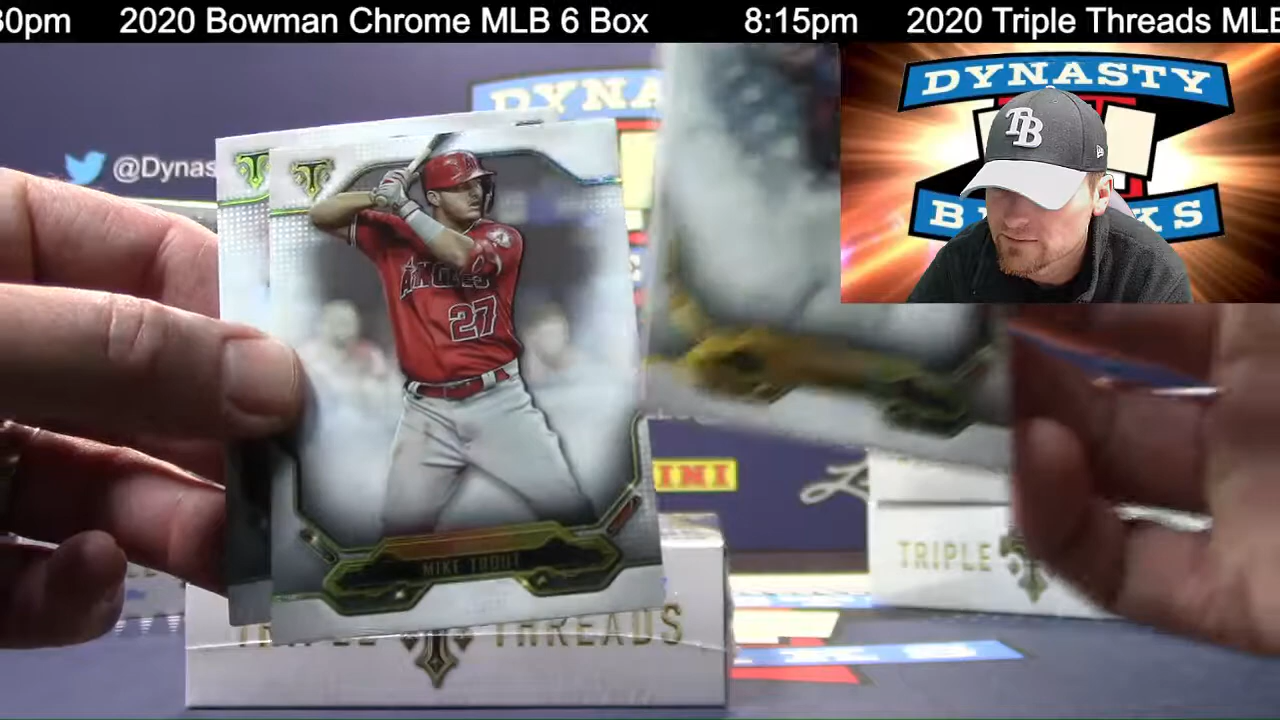 30pm 2020 Bowman Chrome MLB 6 Box 8:15pm 2020 Triple Threads MLB
DYNASTY
@Dynas
TB
ANGELS
27
MIKE TROUT
TRIPLE
TRIPLE THREADS